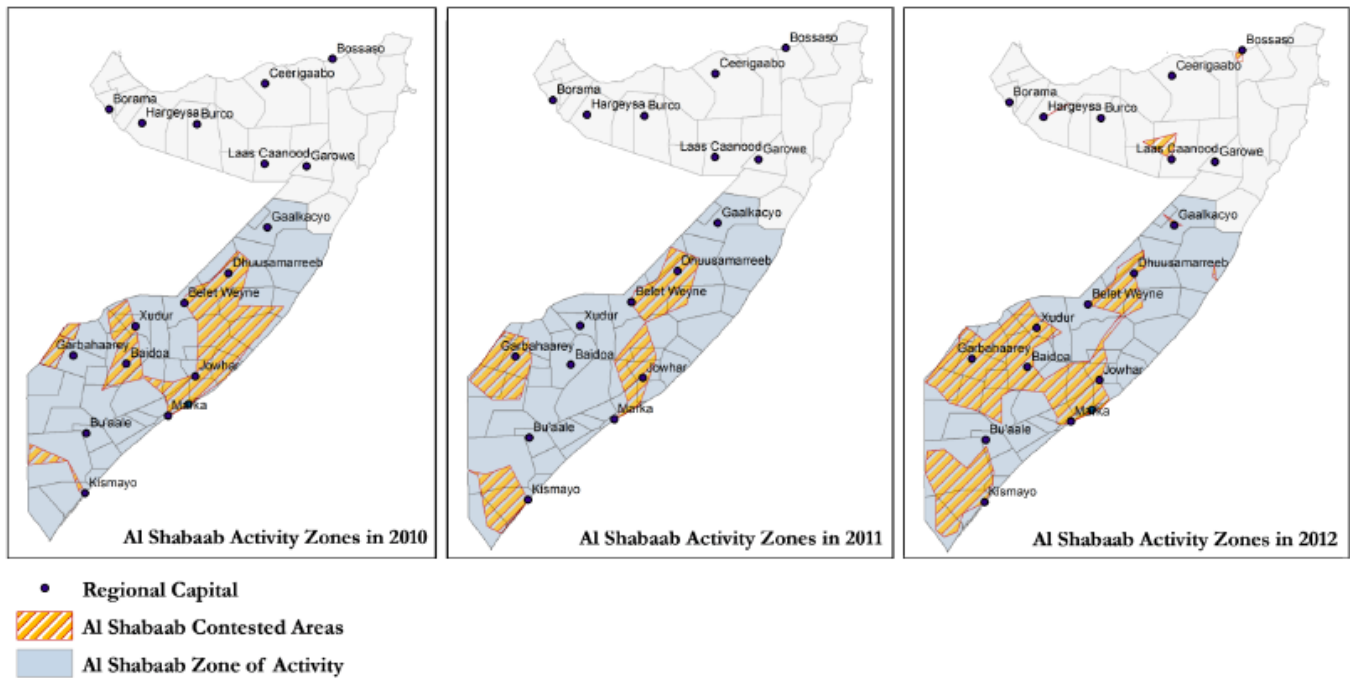 Bossaso
Ceerigaabo
Borama
Hargeysa Burco
Laas Caanood Garowe
Gaalkacyo
Dhuusamarreeb
Belet Weyne
Xudur
Garbahaarey
Baidoa
Jowhar
Marka
Bu'aale
Kismayo
Al Shabaab Activity Zones in 2010
Bossaso
Ceerigaabo
Borama
Hargeysa Burco
Laas Caanood Garowe
Gaalkacyo
Dhuusamarreeb
Belet Weyne
Xudur
Garbahaarey
Baidoa
Jowhar
Marka
Bu'aale
Kismayo
Al Shabaab Activity Zones in 2011
Bossaso
Ceerigaabo
Borama
Hargeysa Burco
Laas Caanood Garowe
Gaalkacyo
Dhuusamarreeb
Belet Weyne
Xudur
Garbahaarey
Baidoa
Jowhar
Marka
Bu'aale
Kismayo
Al Shabaab Activity Zones in 2012
Regional Capital
Al Shabaab Contested Areas
Al Shabaab Zone of Activity